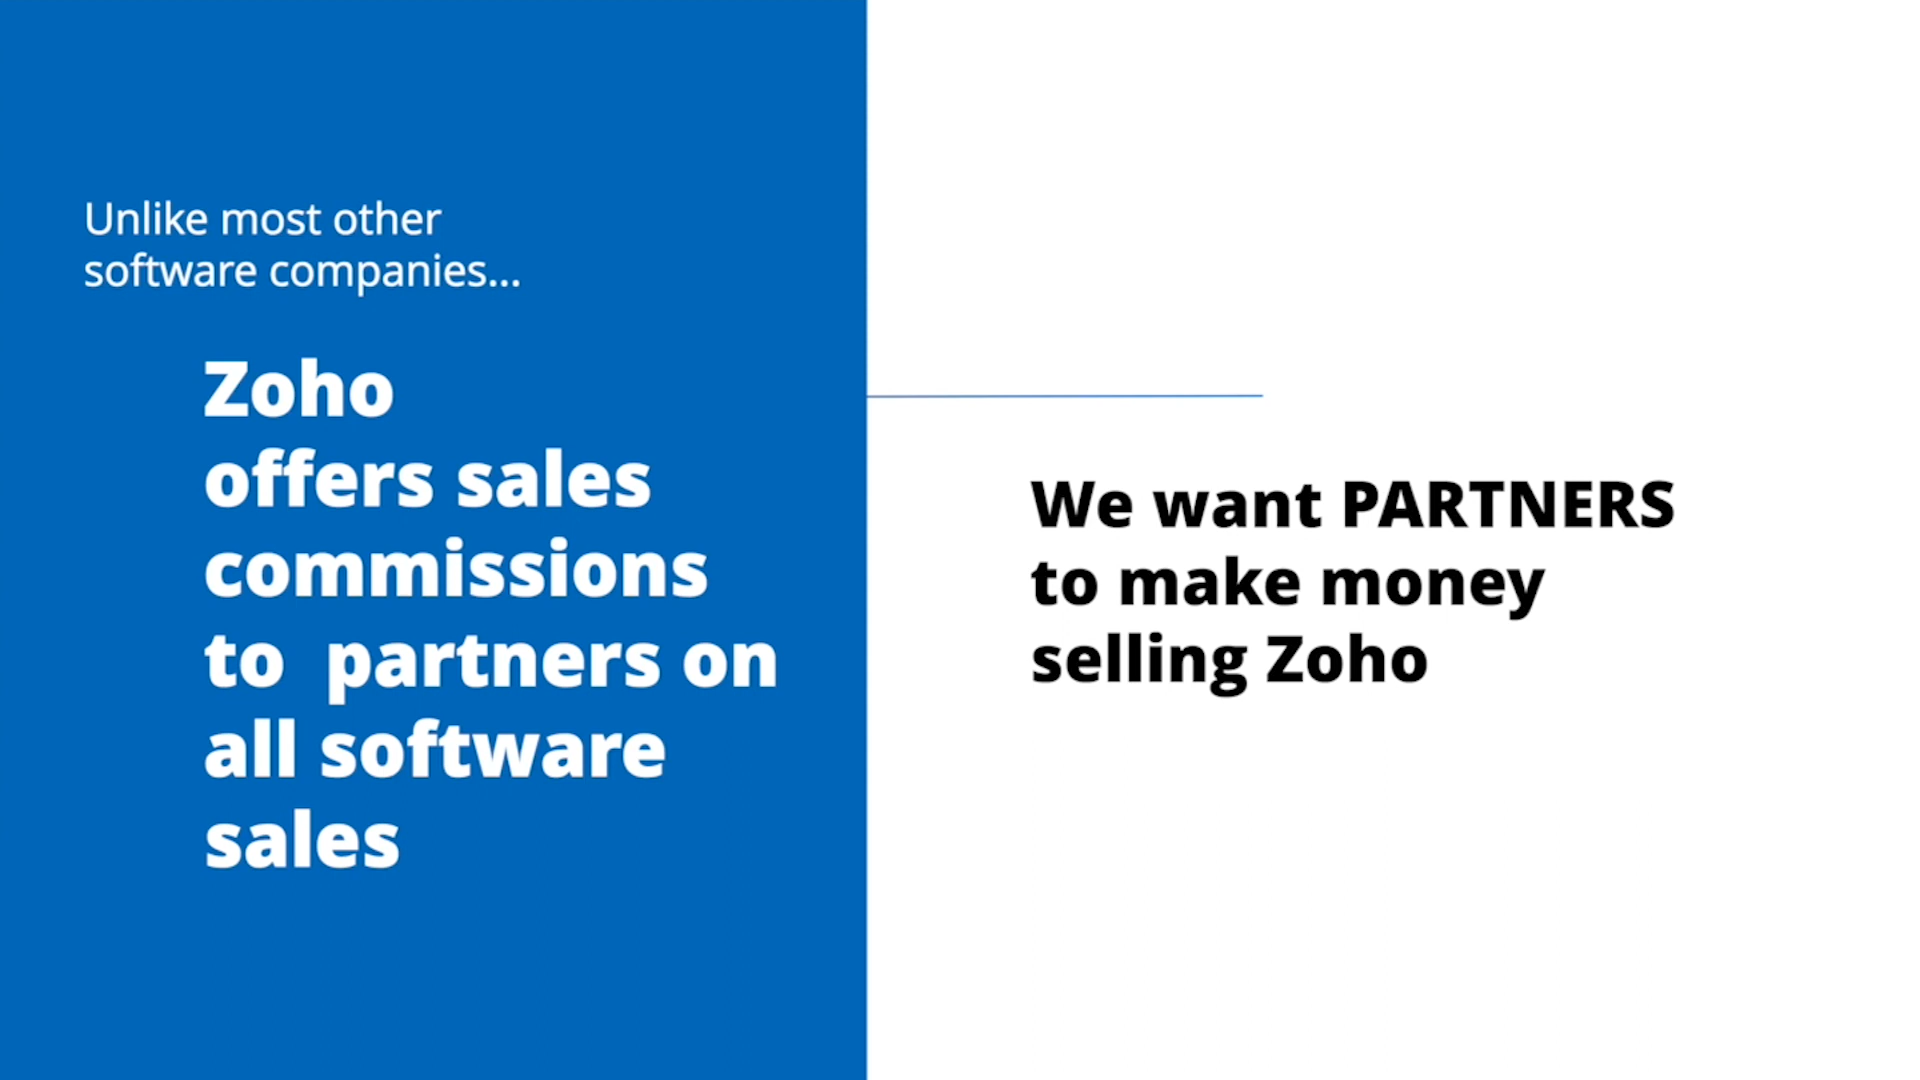 Unlike most other
software companies...
Zoho
offers sales
commissions
to  partners on
all software
sales
We want PARTNERS
to make money
selling Zoho